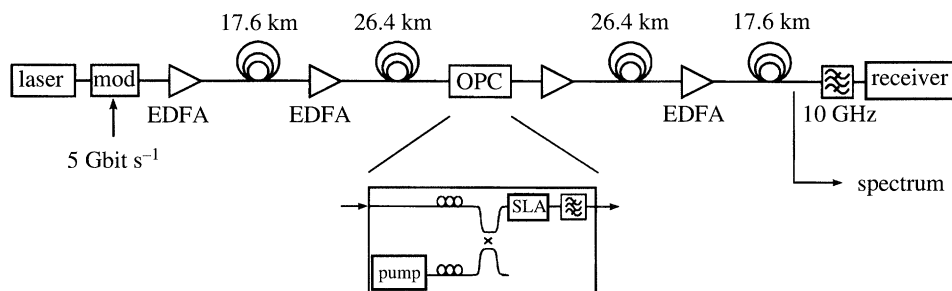 17.6 km
26.4 km
26.4 km
17.6 km
laser
mod
OPC
receiver
EDFA
EDFA
EDFA
10 GHz
5 Gbit s⁻¹
spectrum
SLA
pump